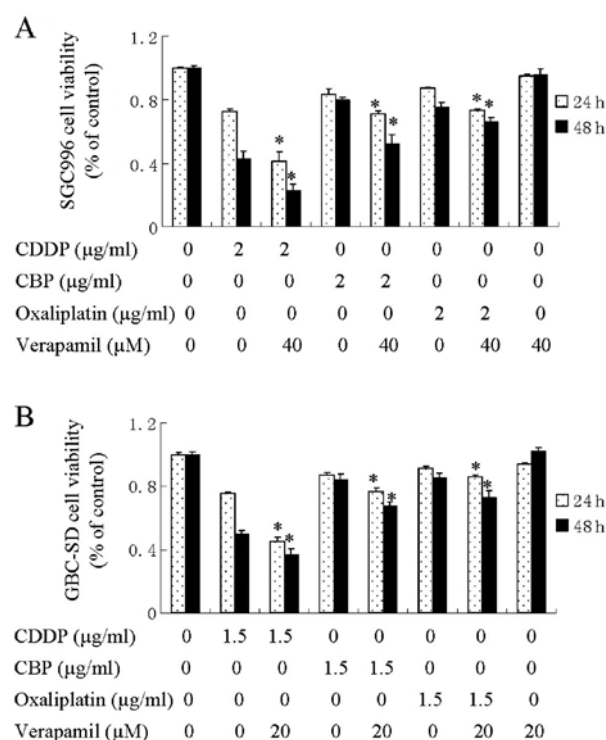 A
1.2
0.8
0.4
0
SGC996 cell viability
(% of control)
* * * * * *
24 h
48 h
CDDP (μg/ml) 0 2 2 0 0 0 0 0
CBP (μg/ml) 0 0 0 2 2 0 0 0
Oxaliplatin (μg/ml) 0 0 0 0 0 2 2 0
Verapamil (μM) 0 0 40 0 40 0 40 40
B
1.2
0.8
0.4
0
GBC-SD cell viability
(% of control)
* * * * * *
24 h
48 h
CDDP (μg/ml) 0 1.5 1.5 0 0 0 0 0
CBP (μg/ml) 0 0 0 1.5 1.5 0 0 0
Oxaliplatin (μg/ml) 0 0 0 0 0 1.5 1.5 0
Verapamil (μM) 0 0 20 0 20 0 20 20